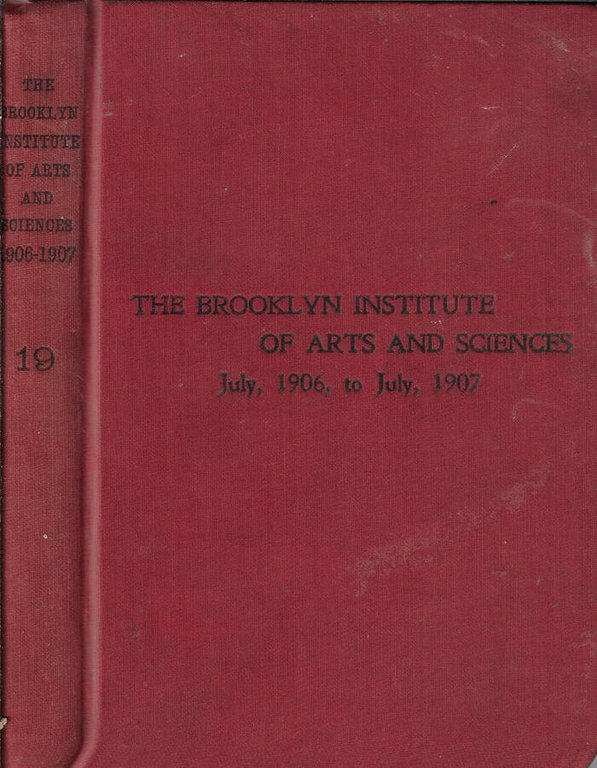 THE
BROOKLYN
INSTITUTE
OF ARTS
AND
SCIENCES
1906-1907
19
THE BROOKLYN INSTITUTE
OF ARTS AND SCIENCES
July, 1906, to July, 1907